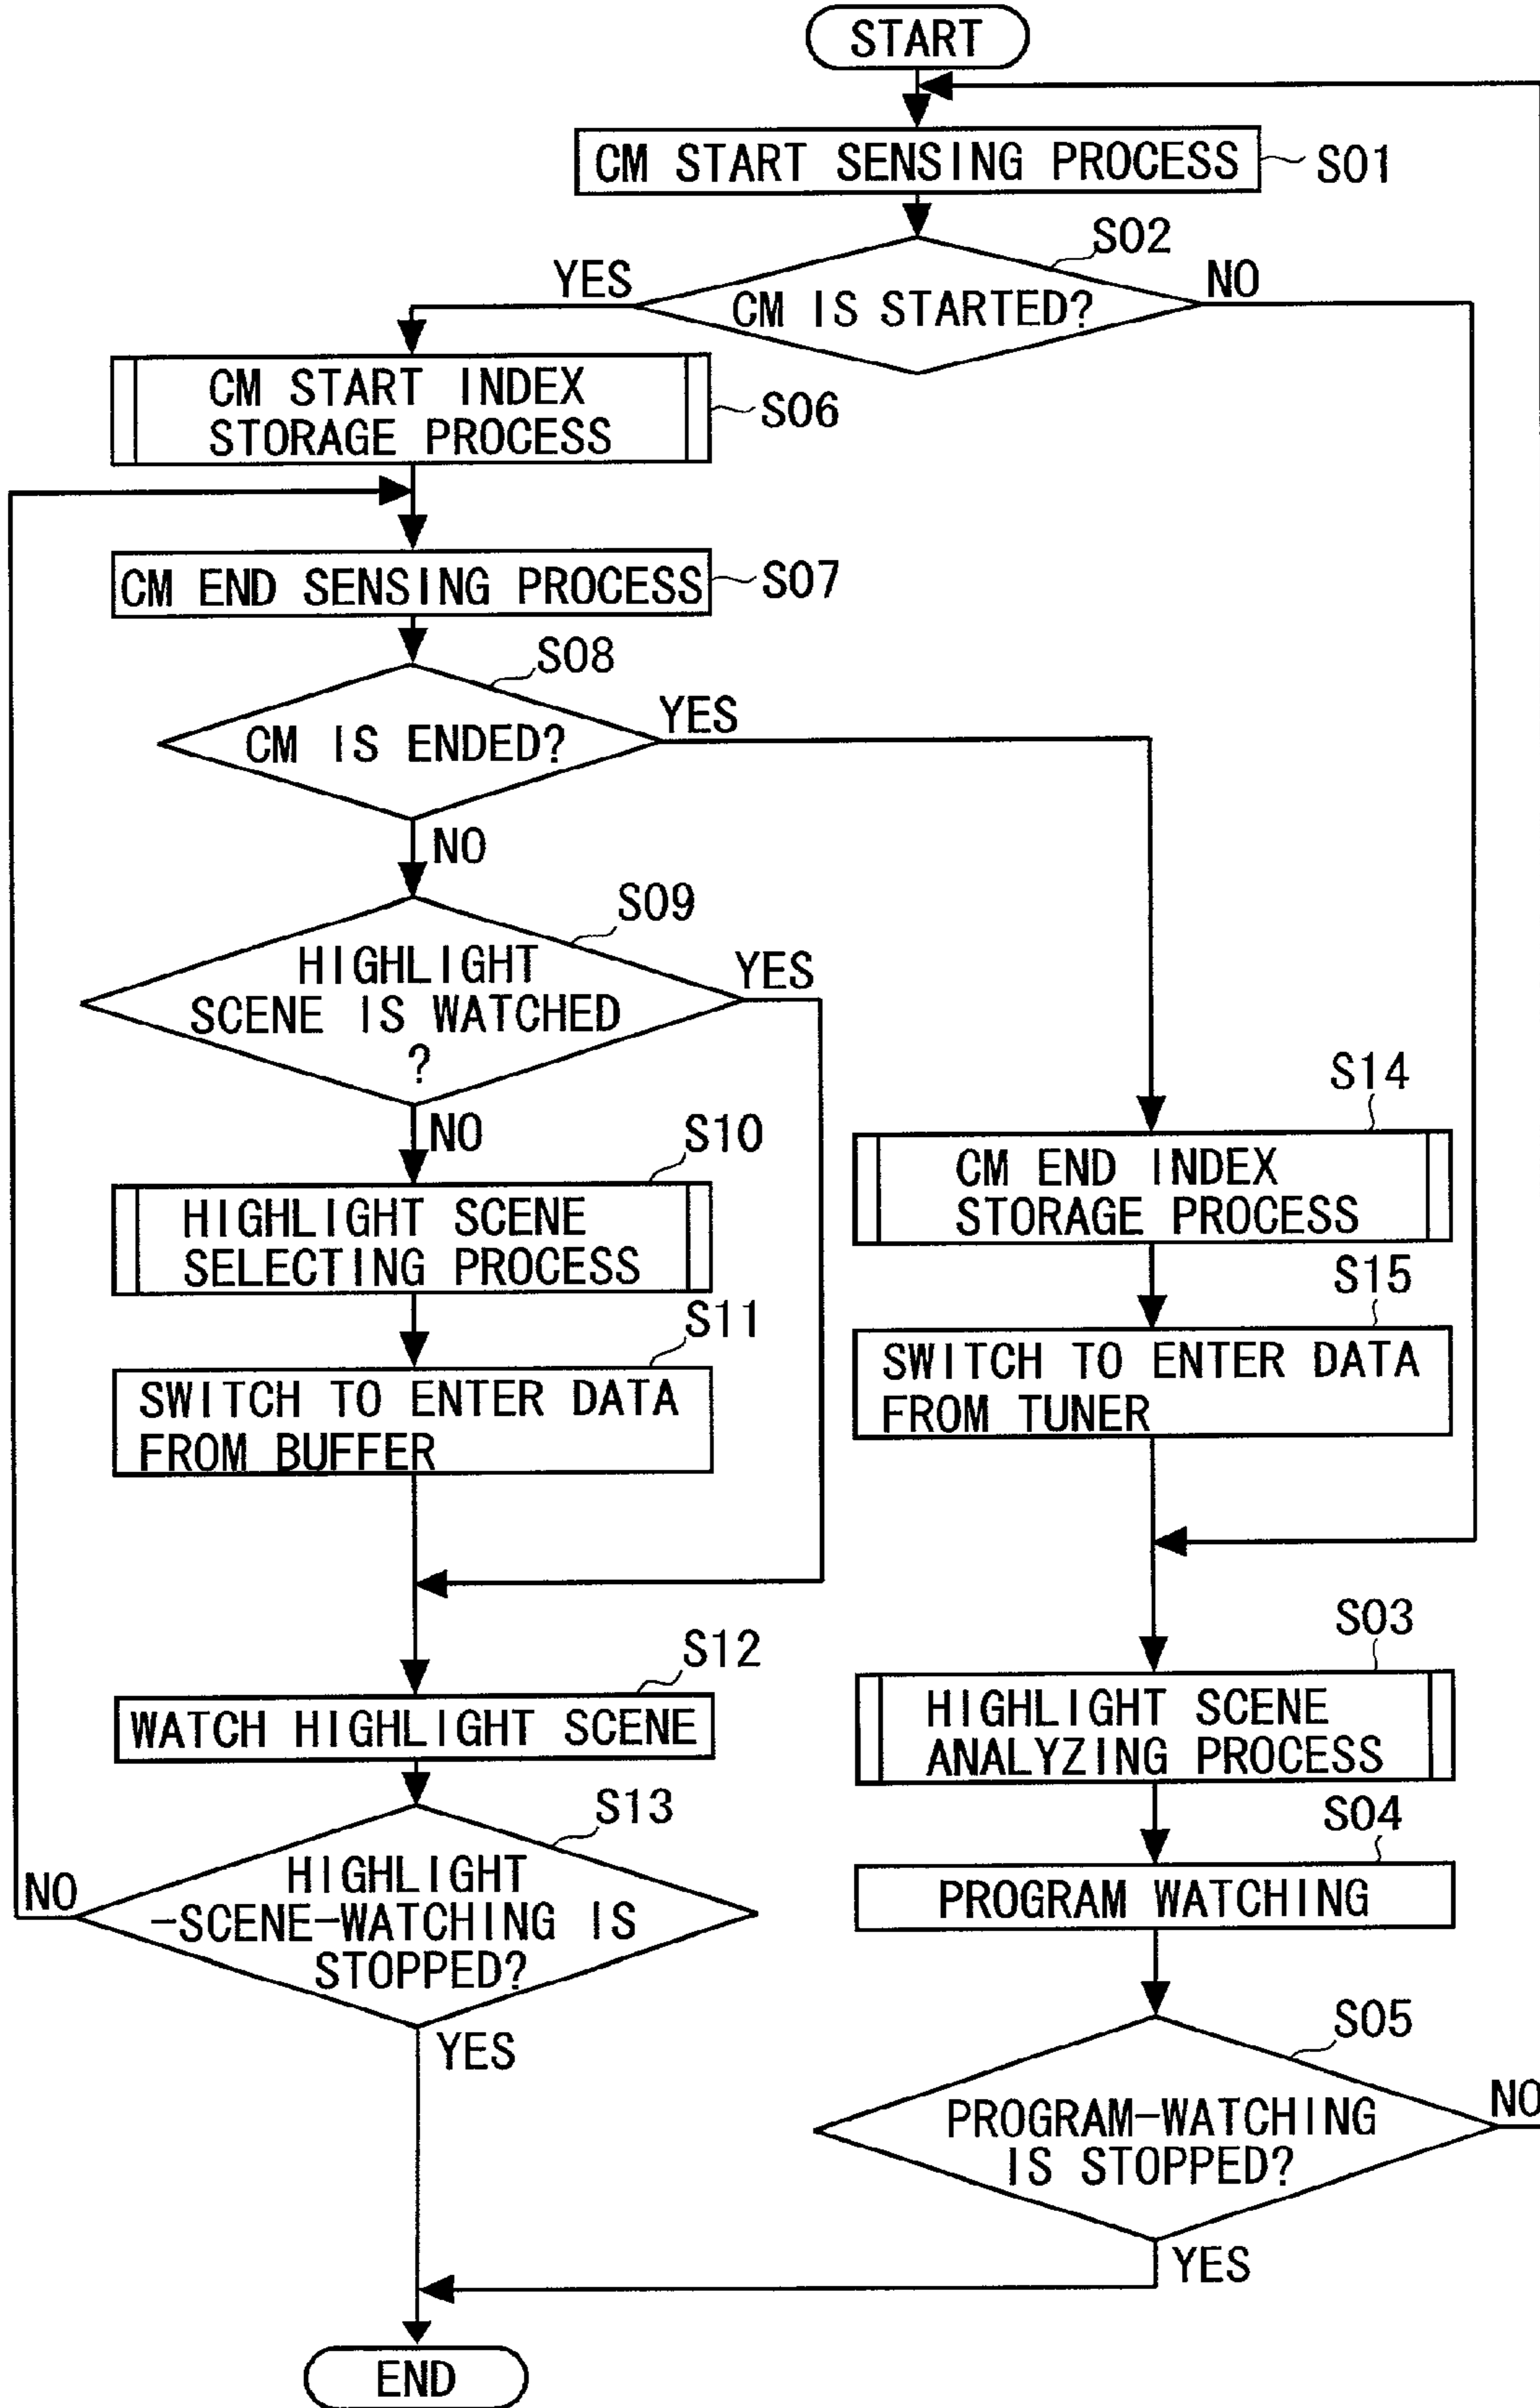 START
CM START SENSING PROCESS
S01
S02
YES
NO
CM IS STARTED?
CM START INDEX
STORAGE PROCESS
S06
CM END SENSING PROCESS
S07
S08
YES
CM IS ENDED?
NO
S09
HIGHLIGHT
SCENE IS WATCHED
?
YES
NO
S10
HIGHLIGHT SCENE
SELECTING PROCESS
S11
SWITCH TO ENTER DATA
FROM BUFFER
S14
CM END INDEX
STORAGE PROCESS
S15
SWITCH TO ENTER DATA
FROM TUNER
S12
WATCH HIGHLIGHT SCENE
S13
HIGHLIGHT
-SCENE-WATCHING IS
STOPPED?
NO
YES
S03
HIGHLIGHT SCENE
ANALYZING PROCESS
S04
PROGRAM WATCHING
S05
PROGRAM-WATCHING
IS STOPPED?
NO
YES
END